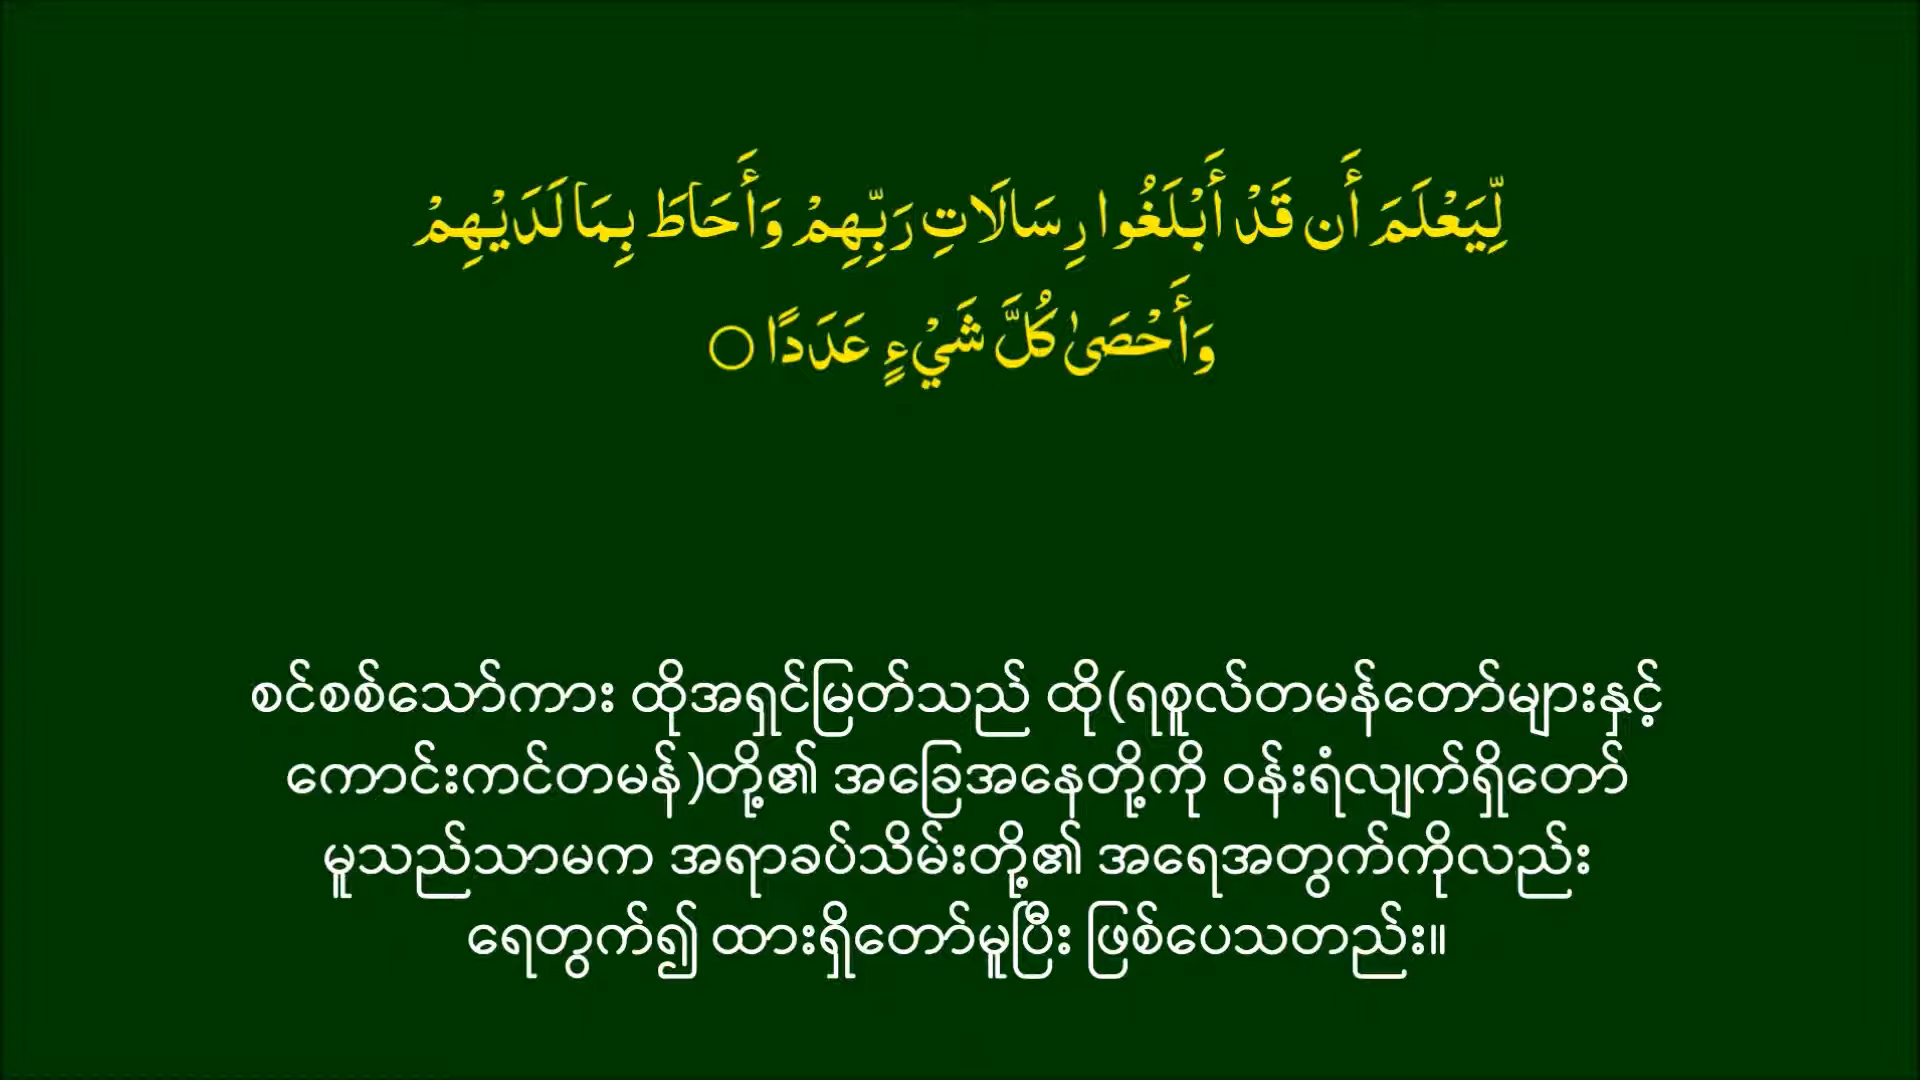 لِّيَعْلَمَ أَن قَدْ أَبْلَغُوا رِسَالَاتِ رَبِّهِمْ وَأَحَاطَ بِمَا لَدَيْهِمْ
وَأَحْصَىٰ كُلَّ شَيْءٍ عَدَدًا ۝
စင်စစ်သော်ကား ထိုအရှင်မြတ်သည် ထို(ရစူလ်တမန်တော်များနှင့်
ကောင်းကင်တမန်)တို့၏ အခြေအနေတို့ကို ဝန်းရံလျက်ရှိတော်
မူသည်သာမက အရာခပ်သိမ်းတို့၏ အရေအတွက်ကိုလည်း
ရေတွက်၍ ထားရှိတော်မူပြီး ဖြစ်ပေသတည်း။